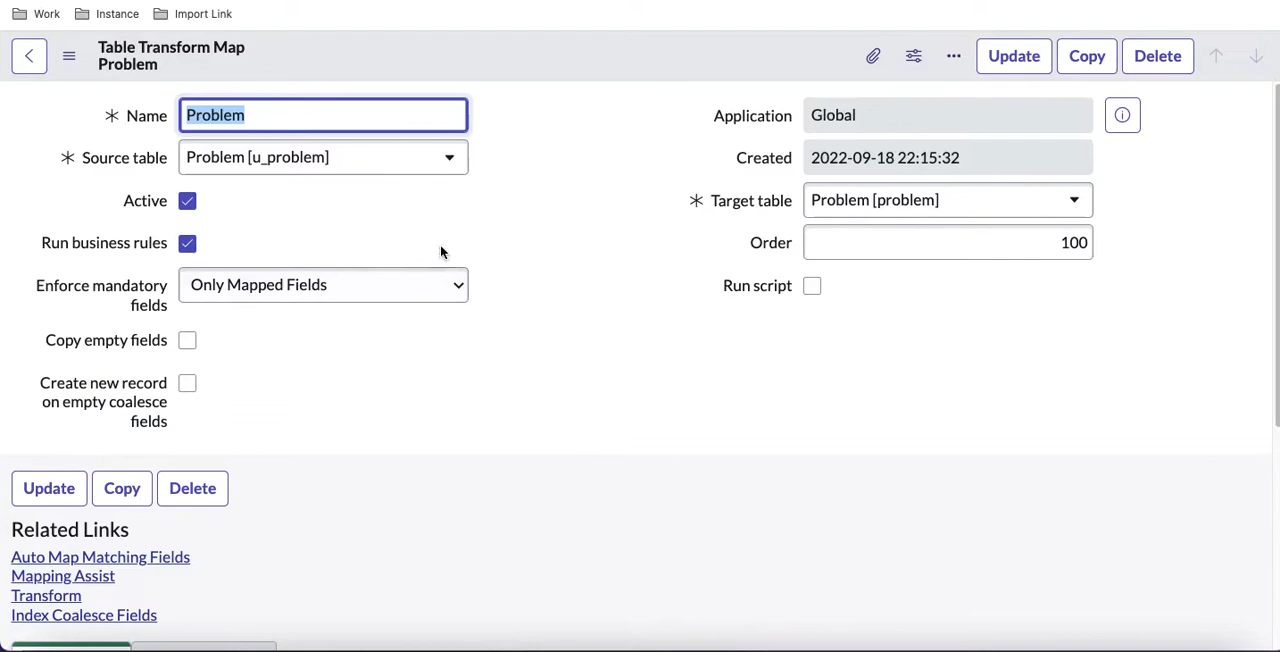 Work Instance Import Link
Table Transform Map
Problem
Update Copy Delete
Name Problem
Source table Problem [u_problem]
Active
Run business rules
Enforce mandatory
fields
Only Mapped Fields
Copy empty fields
Create new record
on empty coalesce
fields
Application Global
Created 2022-09-18 22:15:32
Target table Problem [problem]
Order 100
Run script
Update Copy Delete
Related Links
Auto Map Matching Fields
Mapping Assist
Transform
Index Coalesce Fields